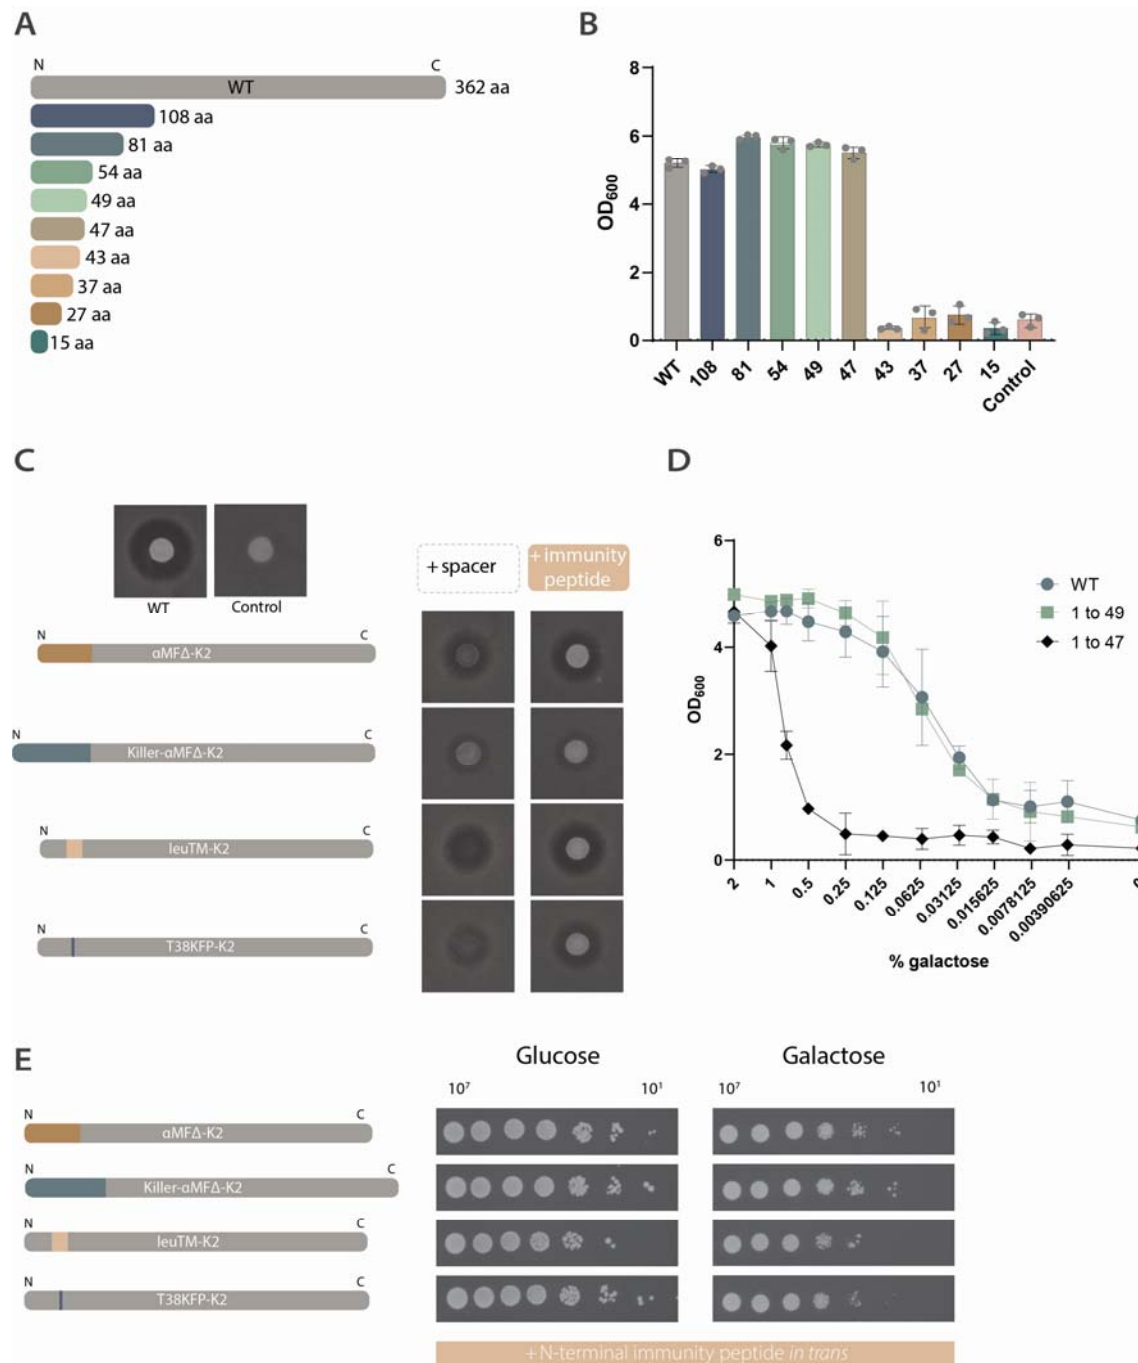 A
N C
WT
362 aa
108 aa
81 aa
54 aa
49 aa
47 aa
43 aa
37 aa
27 aa
15 aa
B
OD600
8
6
4
2
0
WT 108 81 54 49 47 43 37 27 15 Control
C
WT Control
+ spacer
+ immunity
peptide
N C
αMFΔ-K2
N C
Killer-αMFΔ-K2
N C
leuTM-K2
N C
T38KFP-K2
D
OD600
6
4
2
0
WT
1 to 49
1 to 47
2 1 0.5 0.25 0.125 0.0625 0.03125 0.015625 0.0078125 0.00390625 0
% galactose
E
Glucose Galactose
10⁷ 10¹ 10⁷ 10¹
N C
αMFΔ-K2
N C
Killer-αMFΔ-K2
N C
leuTM-K2
N C
T38KFP-K2
+ N-terminal immunity peptide in trans